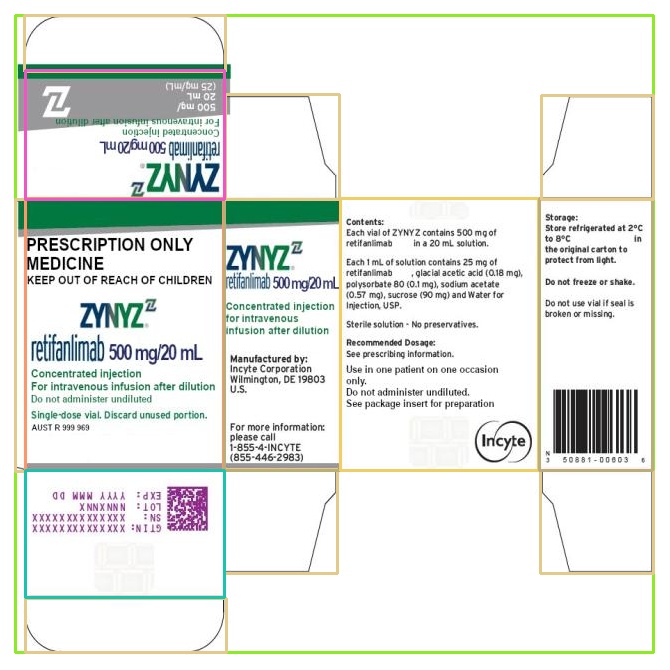 ZYNYZ
retifanlimab 500 mg/20 mL
Concentrated injection
For intravenous infusion after dilution
500 mg/
20 mL
(25 mg/mL)
PRESCRIPTION ONLY
MEDICINE
KEEP OUT OF REACH OF CHILDREN
ZYNYZ
retifanlimab 500 mg/20 mL
Concentrated injection
For intravenous infusion after dilution
Do not administer undiluted
Single-dose vial. Discard unused portion.
AUST R 999 969
ZYNYZ
retifanlimab 500 mg/20 mL
Concentrated injection
for intravenous
infusion after dilution
Manufactured by:
Incyte Corporation
Wilmington, DE 19803
U.S.
For more information:
please call
1-855-4-INCYTE
(855-446-2983)
Contents:
Each vial of ZYNYZ contains 500 mg of
retifanlimab in a 20 mL solution.
Each 1 mL of solution contains 25 mg of
retifanlimab , glacial acetic acid (0.18 mg),
polysorbate 80 (0.1 mg), sodium acetate
(0.57 mg), sucrose (90 mg) and Water for
Injection, USP.
Sterile solution - No preservatives.
Recommended Dosage:
See prescribing information.
Use in one patient on one occasion
only.
Do not administer undiluted.
See package insert for preparation
Incyte
Storage:
Store refrigerated at 2°C
to 8°C in
the original carton to
protect from light.
Do not freeze or shake.
Do not use vial if seal is
broken or missing.
N
3 50881-00603 6
GTIN: XXXXXXXXXXXXXX
SN: XXXXXXXXXXXXXX
LOT: NNNNNNX
EXP: YYYY MMM DD